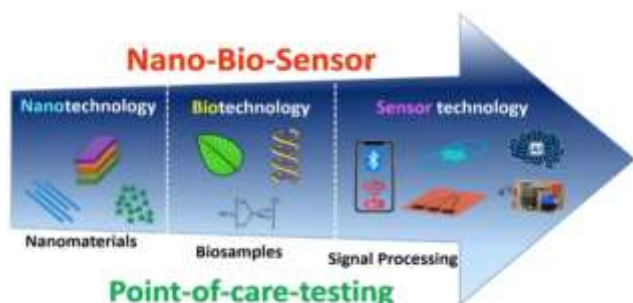 Nano-Bio-Sensor
Nanotechnology
Biotechnology
Sensor technology
Nanomaterials
Biosamples
Signal Processing
Point-of-care-testing